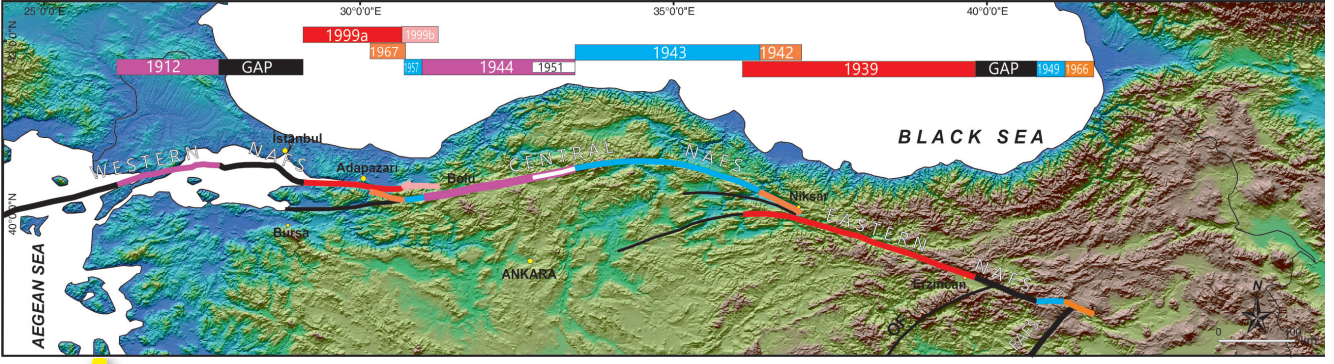 25°0'0"E
30°0'0"E
35°0'0"E
40°0'0"E
1999a
1999b
1967
1943
1942
1912
GAP
1957
1944
1951
1939
GAP
1949
1966
BLACK SEA
İstanbul
WESTERN NAFS
Adapazarı
Bolu
CENTRAL NAFS
Niksar
40°0'0"N
Bursa
EASTERN NAFS
ANKARA
Erzincan
AEGEAN SEA
OF
N
0